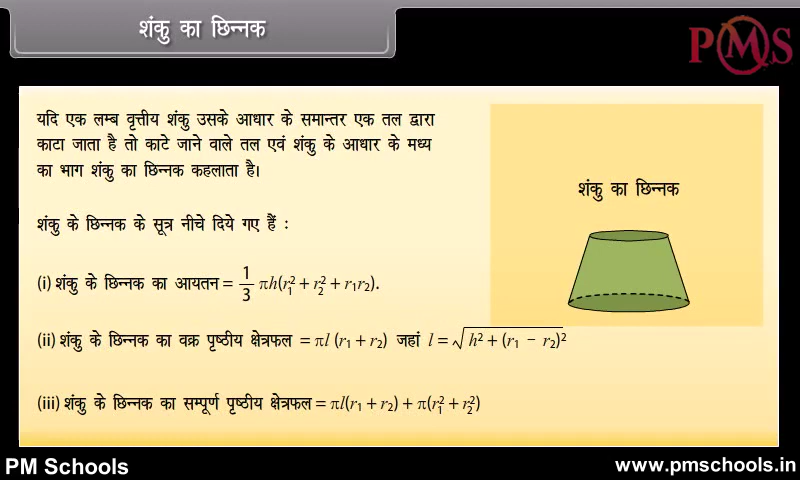 शंकु का छिन्नक
PMS
यदि एक लम्ब वृत्तीय शंकु उसके आधार के समान्तर एक तल द्वारा
काटा जाता है तो काटे जाने वाले तल एवं शंकु के आधार के मध्य
का भाग शंकु का छिन्नक कहलाता है।
शंकु का छिन्नक
शंकु के छिन्नक के सूत्र नीचे दिये गए हैं :
(i) शंकु के छिन्नक का आयतन = 1/3 πh(r₁² + r₂² + r₁r₂).
(ii) शंकु के छिन्नक का वक्र पृष्ठीय क्षेत्रफल = πl (r₁ + r₂) जहां l = √h² + (r₁ − r₂)²
(iii) शंकु के छिन्नक का सम्पूर्ण पृष्ठीय क्षेत्रफल = πl(r₁ + r₂) + π(r₁² + r₂²)
PM Schools
www.pmschools.in